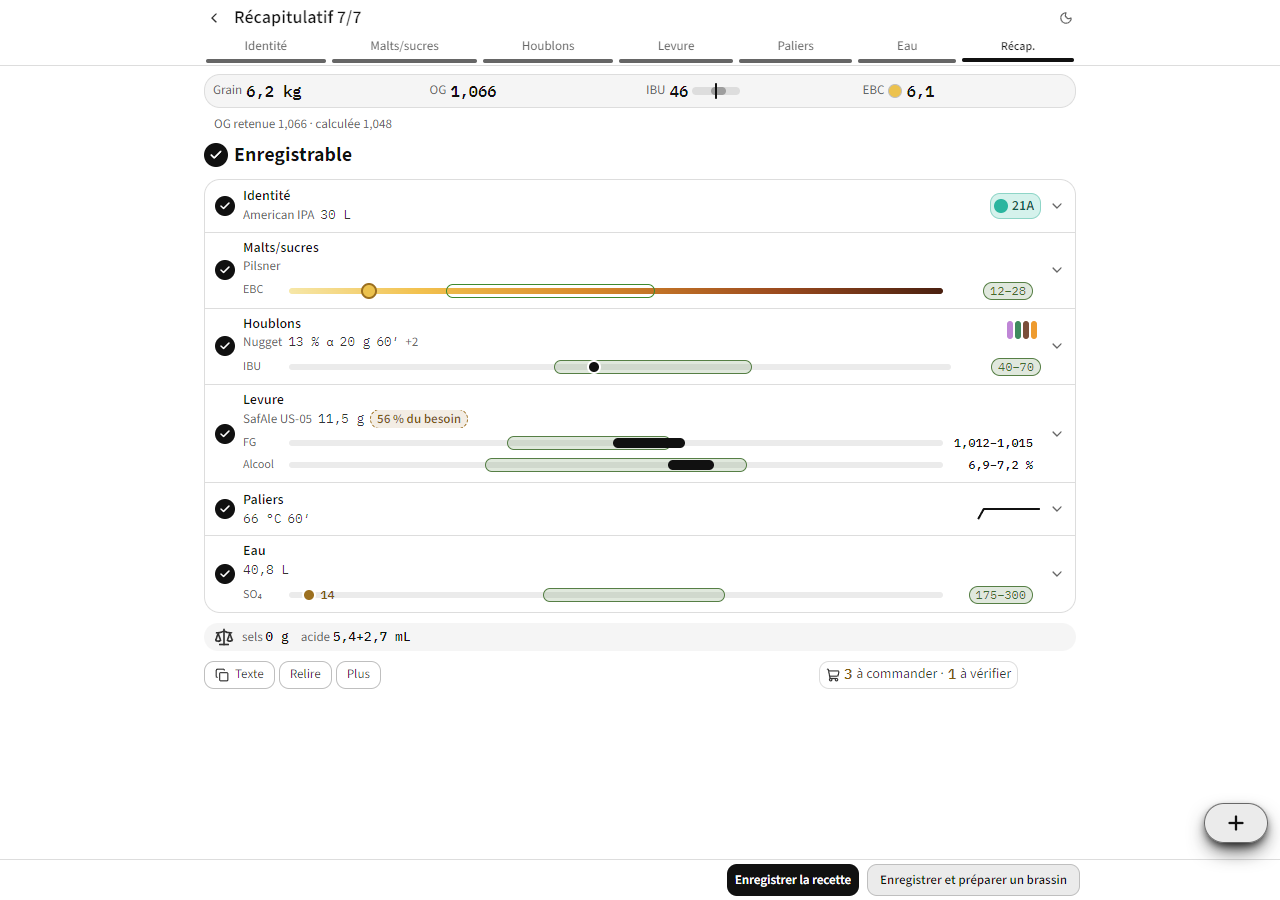 Récapitulatif 7/7
Identité Malts/sucres Houblons Levure Paliers Eau Récap.
Grain 6,2 kg OG 1,066 IBU 46 EBC 6,1
OG retenue 1,066 · calculée 1,048
Enregistrable
Identité
American IPA 30 L 21A
Malts/sucres
Pilsner
EBC 12–28
Houblons
Nugget 13 % α 20 g 60′ +2
IBU 40–70
Levure
SafAle US-05 11,5 g 56 % du besoin
FG 1,012–1,015
Alcool 6,9–7,2 %
Paliers
66 °C 60′
Eau
40,8 L
SO₄ 14 175–300
sels 0 g acide 5,4+2,7 mL
Texte Relire Plus 3 à commander · 1 à vérifier
+
Enregistrer la recette Enregistrer et préparer un brassin